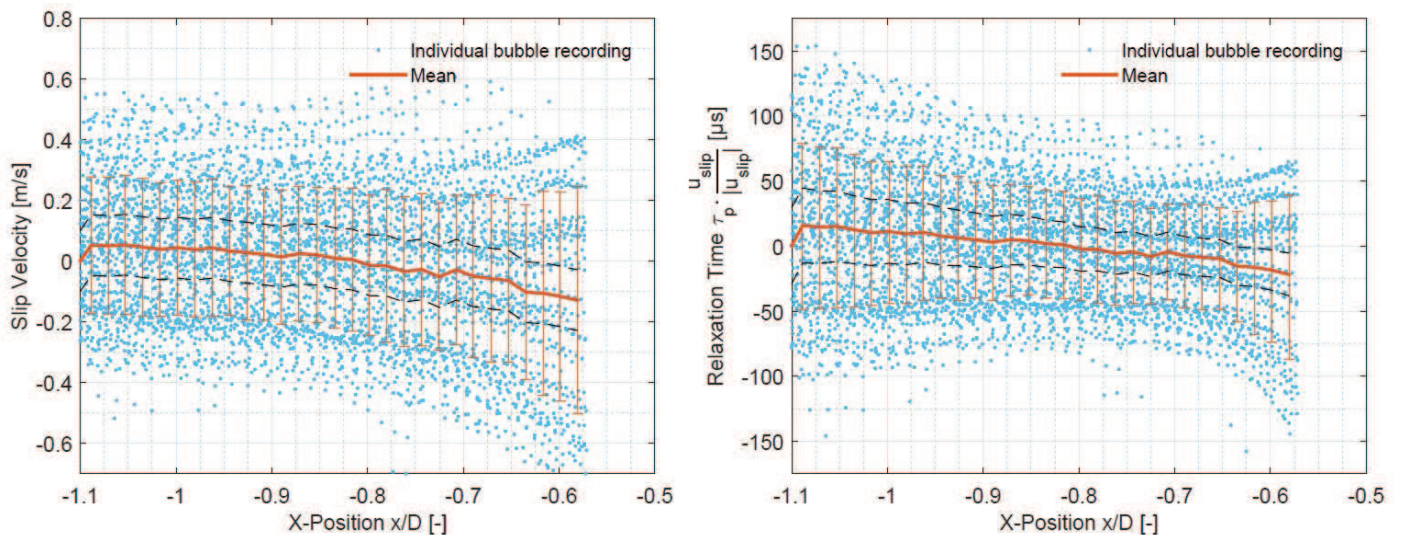 0.8
0.6
0.4
0.2
0
-0.2
-0.4
-0.6
Slip Velocity [m/s]
Individual bubble recording
Mean
-1.1 -1 -0.9 -0.8 -0.7 -0.6 -0.5
X-Position x/D [-]
150
100
50
0
-50
-100
-150
Relaxation Time τp · uslip/|uslip| [μs]
Individual bubble recording
Mean
-1.1 -1 -0.9 -0.8 -0.7 -0.6 -0.5
X-Position x/D [-]